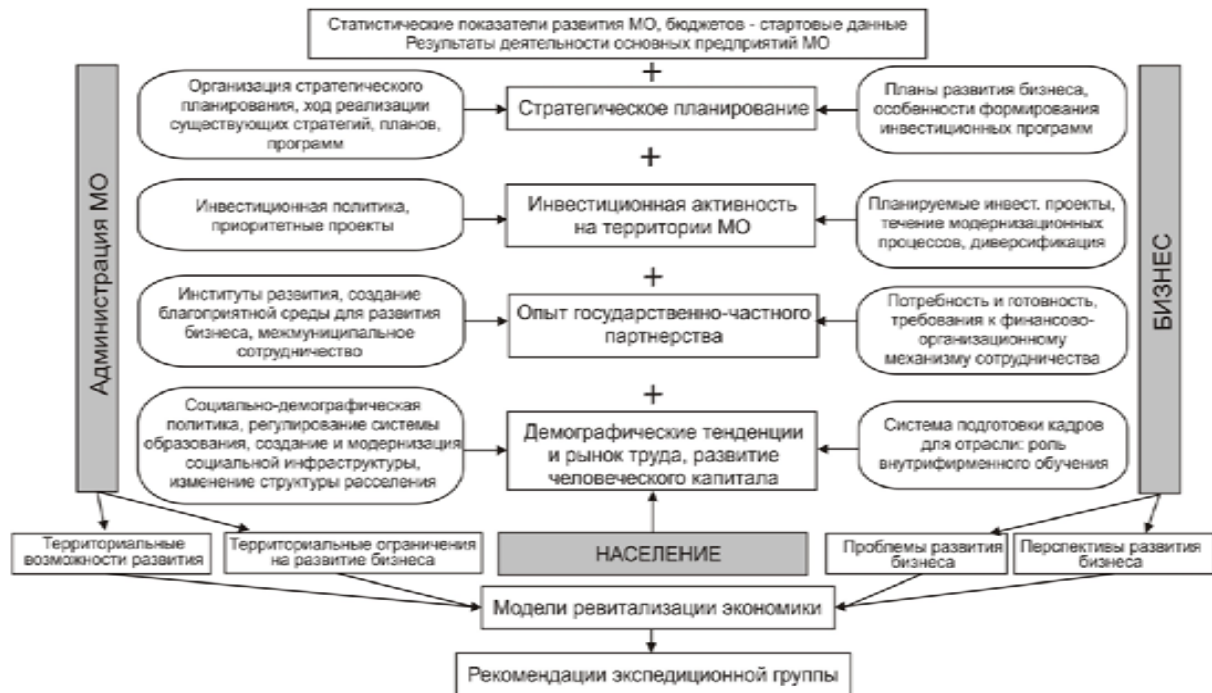 Статистические показатели развития МО, бюджетов - стартовые данные
Результаты деятельности основных предприятий МО
+
Администрация МО
Организация стратегического
планирования, ход реализации
существующих стратегий, планов,
программ
Стратегическое планирование
Планы развития бизнеса,
особенности формирования
инвестиционных программ
БИЗНЕС
+
Инвестиционная политика,
приоритетные проекты
Инвестиционная активность
на территории МО
Планируемые инвест. проекты,
течение модернизационных
процессов, диверсификация
+
Институты развития, создание
благоприятной среды для развития
бизнеса, межмуниципальное
сотрудничество
Опыт государственно-частного
партнерства
Потребность и готовность,
требования к финансово-
организационному
механизму сотрудничества
+
Социально-демографическая
политика, регулирование системы
образования, создание и модернизация
социальной инфраструктуры,
изменение структуры расселения
Демографические тенденции
и рынок труда, развитие
человеческого капитала
Система подготовки кадров
для отрасли: роль
внутрифирменного обучения
Территориальные
возможности развития
Территориальные ограничения
на развитие бизнеса
НАСЕЛЕНИЕ
Проблемы развития
бизнеса
Перспективы развития
бизнеса
Модели ревитализации экономики
Рекомендации экспедиционной группы